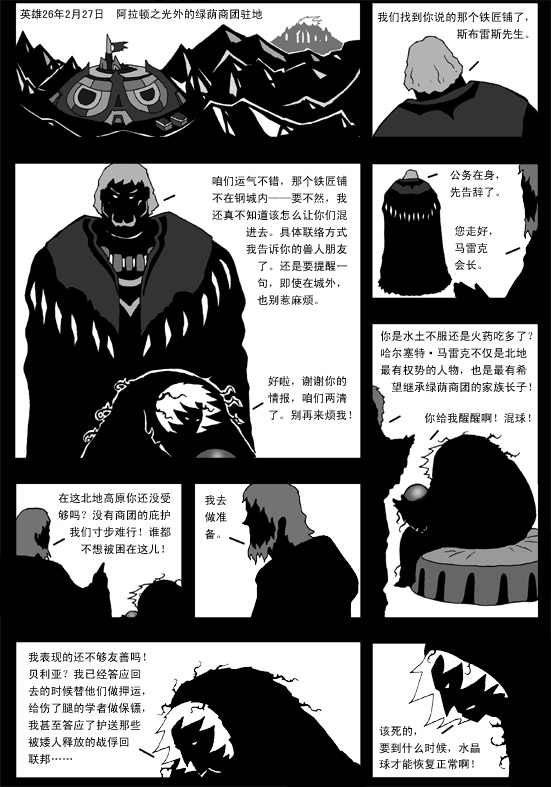 英雄26年2月27日　阿拉顿之光外的绿荫商团驻地
我们找到你说的那个铁匠铺了，
斯布雷斯先生。
咱们运气不错，那个铁匠铺
不在钢城内——要不然，我
还真不知道该怎么让你们混
进去。具体联络方式
我告诉你的兽人朋友
了。还是要提醒一
句，即使在城外，
也别惹麻烦。
好啦，谢谢你的
情报，咱们两清
了。别再来烦我！
公务在身，
先告辞了。
您走好，
马雷克
会长。
你是水土不服还是火药吃多了？
哈尔塞特·马雷克不仅是北地
最有权势的人物，也是最有希
望继承绿荫商团的家族长子！
你给我醒醒啊！混球！
在这北地高原你还没受
够吗？没有商团的庇护
我们寸步难行！谁都
不想被困在这儿！
我去
做准
备。
我表现的还不够友善吗！
贝利亚？我已经答应回
去的时候替他们做押运，
给伤了腿的学者做保镖，
我甚至答应了护送那些
被矮人释放的战俘回
联邦……
该死的，
要到什么时候，水晶
球才能恢复正常啊！